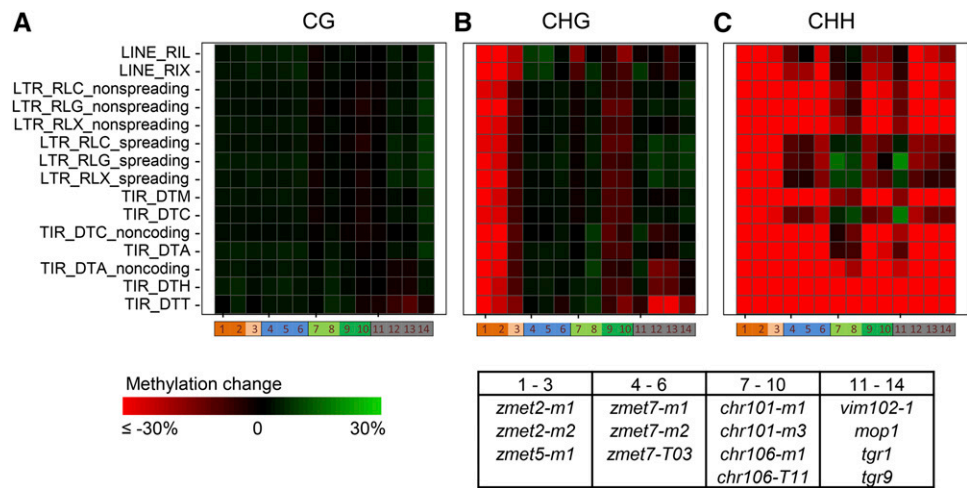 A CG B CHG C CHH
LINE_RIL
LINE_RIX
LTR_RLC_nonspreading
LTR_RLG_nonspreading
LTR_RLX_nonspreading
LTR_RLC_spreading
LTR_RLG_spreading
LTR_RLX_spreading
TIR_DTM
TIR_DTC
TIR_DTC_noncoding
TIR_DTA
TIR_DTA_noncoding
TIR_DTH
TIR_DTT
1 2 3 4 5 6 7 8 9 10 11 12 13 14 1 2 3 4 5 6 7 8 9 10 11 12 13 14 1 2 3 4 5 6 7 8 9 10 11 12 13 14
Methylation change
≤ -30% 0 30%
1 - 3 4 - 6 7 - 10 11 - 14
zmet2-m1 zmet7-m1 chr101-m1 vim102-1
zmet2-m2 zmet7-m2 chr101-m3 mop1
zmet5-m1 zmet7-T03 chr106-m1 tgr1
chr106-T11 tgr9